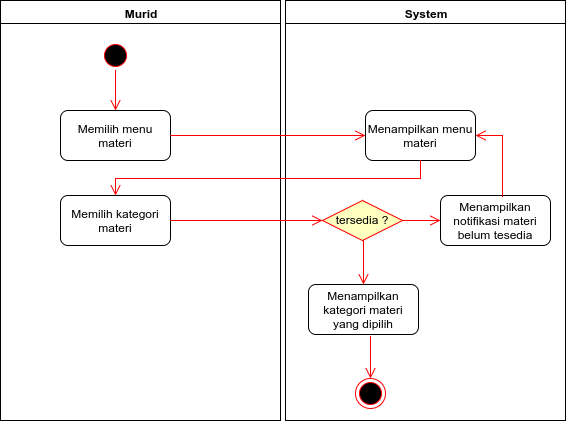 Murid
System
Memilih menu
materi
Menampilkan menu
materi
Memilih kategori
materi
tersedia ?
Menampilkan
notifikasi materi
belum tesedia
Menampilkan
kategori materi
yang dipilih